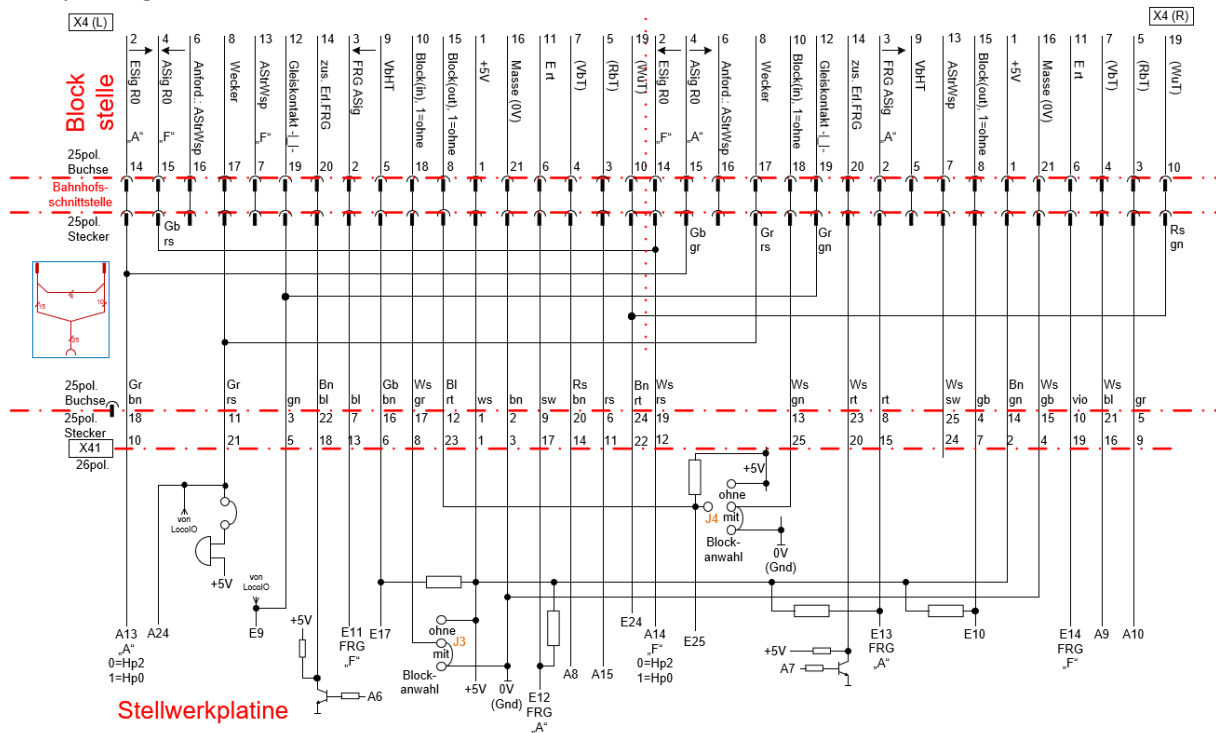 X4 (L)
X4 (R)
2 4 6 8 13 12 14 3 9 10 15 1 16 11 7 5 19 2 4 6 8 10 12 14 3 9 13 15 1 16 11 7 5 19
ESig R0 „A“
ASig R0 „F“
Anford.: AStrWsp
Wecker
AStrWsp „F“
Gleiskontakt -|_|-
zus. Erl.FRG
FRG ASig
VbHT
Block(in), 1=ohne
Block(out), 1=ohne
+5V
Masse (0V)
E rt
(VbT)
(RbT)
(WuT)
ESig R0 „F“
ASig R0
Anford.: AStrWsp
Wecker
Block(in), 1=ohne
Gleiskontakt -|_|-
zus. Erl.FRG
FRG ASig „A“
VbHT
AStrWsp
Block(out), 1=ohne
+5V
Masse (0V)
E rt
(VbT)
(RbT)
(WuT)
Block
stelle
25pol.
Buchse
14 15 16 17 7 19 20 2 5 18 8 1 21 6 4 3 10 14 15 16 17 18 19 20 2 5 7 8 1 21 6 4 3 10
Bahnhofs-
schnittstelle
25pol.
Stecker
Gb
rs
Gb
gr
Gr
rs
Gr
gn
Rs
gn
15
10
25
25pol.
Buchse
Gr Gr Bn Gb Ws Bl Rs Bn Ws Ws Ws Ws Bn Ws Ws
bn rs gn bl bl bn gr rt ws bn sw bn rs rt rs gn rt rt sw gb gn gb vio bl gr
25pol.
Stecker
18 11 3 22 7 16 17 12 1 2 9 20 6 24 19 13 23 8 25 4 14 15 10 21 5
X41
10 21 5 18 13 6 8 23 1 3 17 14 11 22 12 25 20 15 24 7 2 4 19 16 9
26pol.
+5V
ohne
J4
mit
Block-
anwahl
0V
(Gnd)
von
LocoIO
+5V
von
LocoIO
A13
„A“
0=Hp2
1=Hp0
A24
E9
+5V
A6
E11
FRG
„F“
E17
ohne
J3
mit
Block-
anwahl
+5V
0V
(Gnd)
E12
FRG
„A“
A8
A15
E24
A14
„F“
0=Hp2
1=Hp0
E25
+5V
A7
E13
FRG
„A“
E10
E14
FRG
„F“
A9
A10
Stellwerkplatine